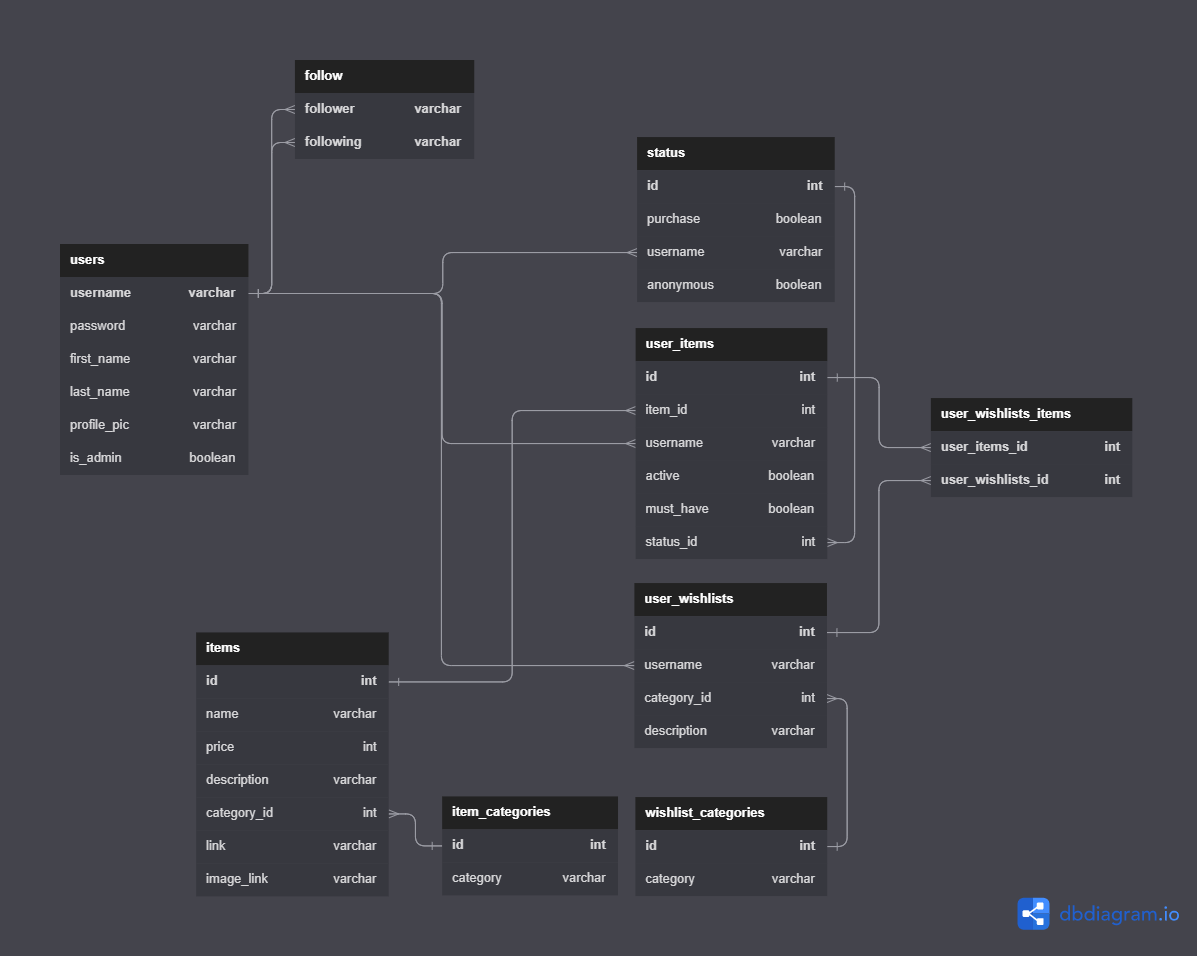 follow
follower varchar
following varchar
status
id int
purchase boolean
username varchar
anonymous boolean
users
username varchar
password varchar
first_name varchar
last_name varchar
profile_pic varchar
is_admin boolean
user_items
id int
item_id int
username varchar
active boolean
must_have boolean
status_id int
user_wishlists_items
user_items_id int
user_wishlists_id int
user_wishlists
id int
username varchar
category_id int
description varchar
items
id int
name varchar
price int
description varchar
category_id int
link varchar
image_link varchar
item_categories
id int
category varchar
wishlist_categories
id int
category varchar
dbdiagram.io